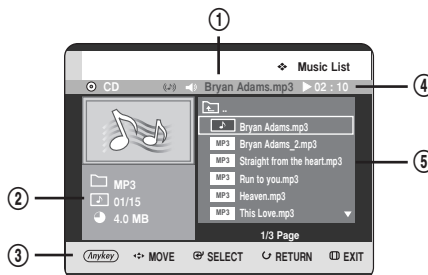 ①
❖ Music List
CD Bryan Adams.mp3 ▶ 02 : 10
④
..
Bryan Adams.mp3
MP3 Bryan Adams_2.mp3
MP3 Straight from the heart.mp3
⑤
MP3 Run to you.mp3
MP3 Heaven.mp3
MP3 This Love.mp3 ▼
1/3 Page
MP3
② 01/15
4.0 MB
③ Anykey MOVE SELECT RETURN EXIT